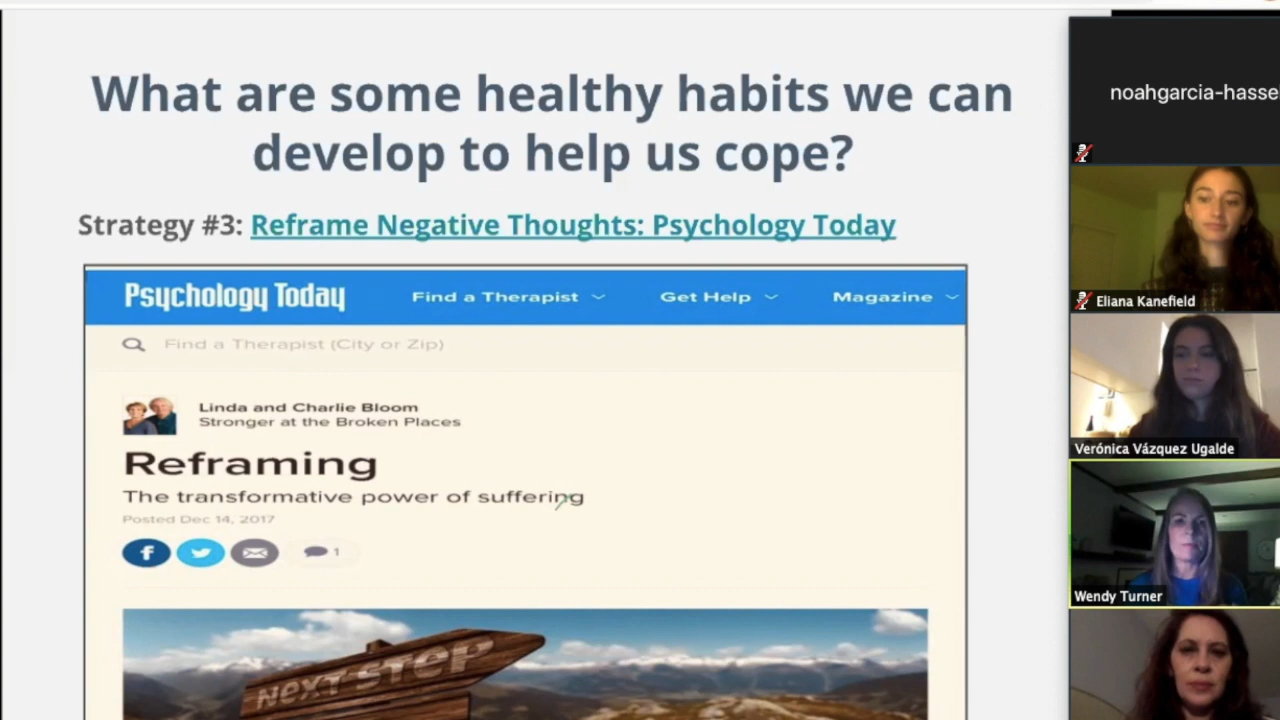 What are some healthy habits we can
develop to help us cope?
Strategy #3: Reframe Negative Thoughts: Psychology Today
Psychology Today
Find a Therapist
Get Help
Magazine
Find a Therapist (City or Zip)
Linda and Charlie Bloom
Stronger at the Broken Places
Reframing
The transformative power of suffering
Posted Dec 14, 2017
f
1
NEXT STEP
noahgarcia-hasse
Eliana Kanefield
Verónica Vázquez Ugalde
Wendy Turner